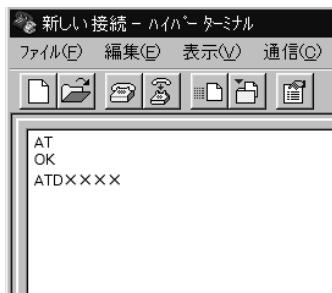 新しい接続 - ﾊｲﾊﾟｰ ﾀｰﾐﾅﾙ
ﾌｧｲﾙ(F) 編集(E) 表示(V) 通信(C)
AT
OK
ATD××××